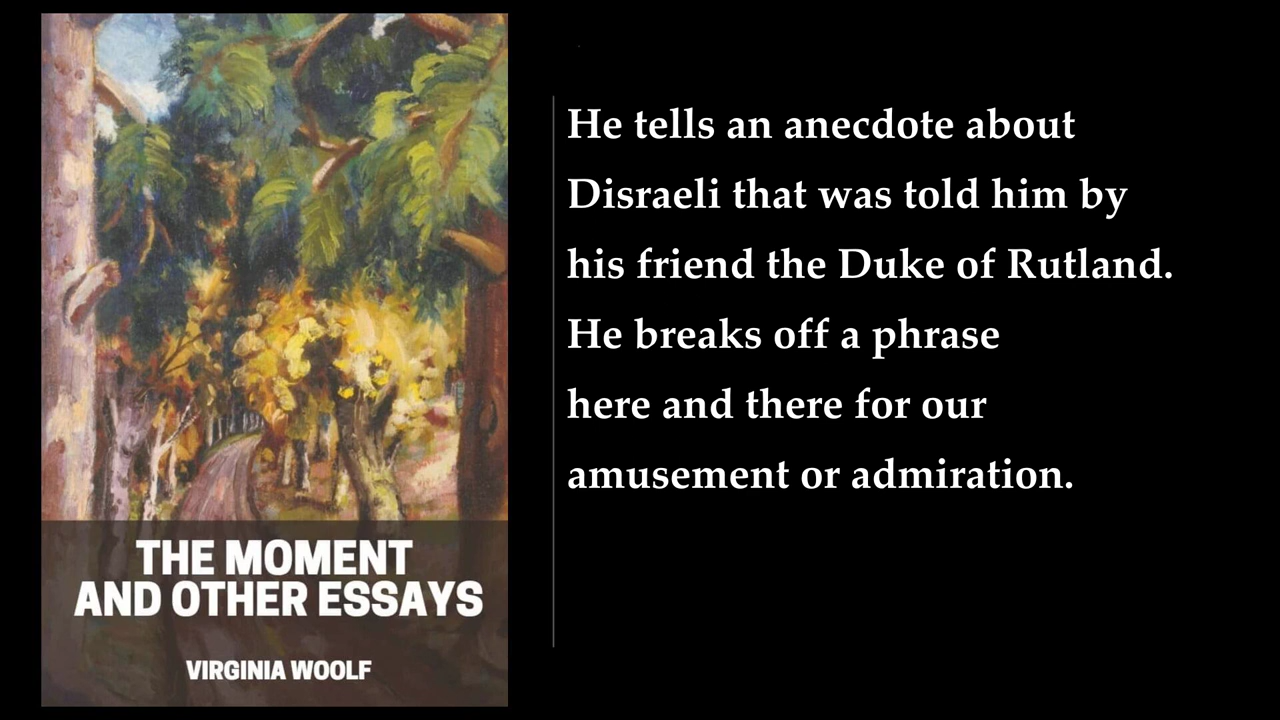 THE MOMENT
AND OTHER ESSAYS
VIRGINIA WOOLF
He tells an anecdote about
Disraeli that was told him by
his friend the Duke of Rutland.
He breaks off a phrase
here and there for our
amusement or admiration.